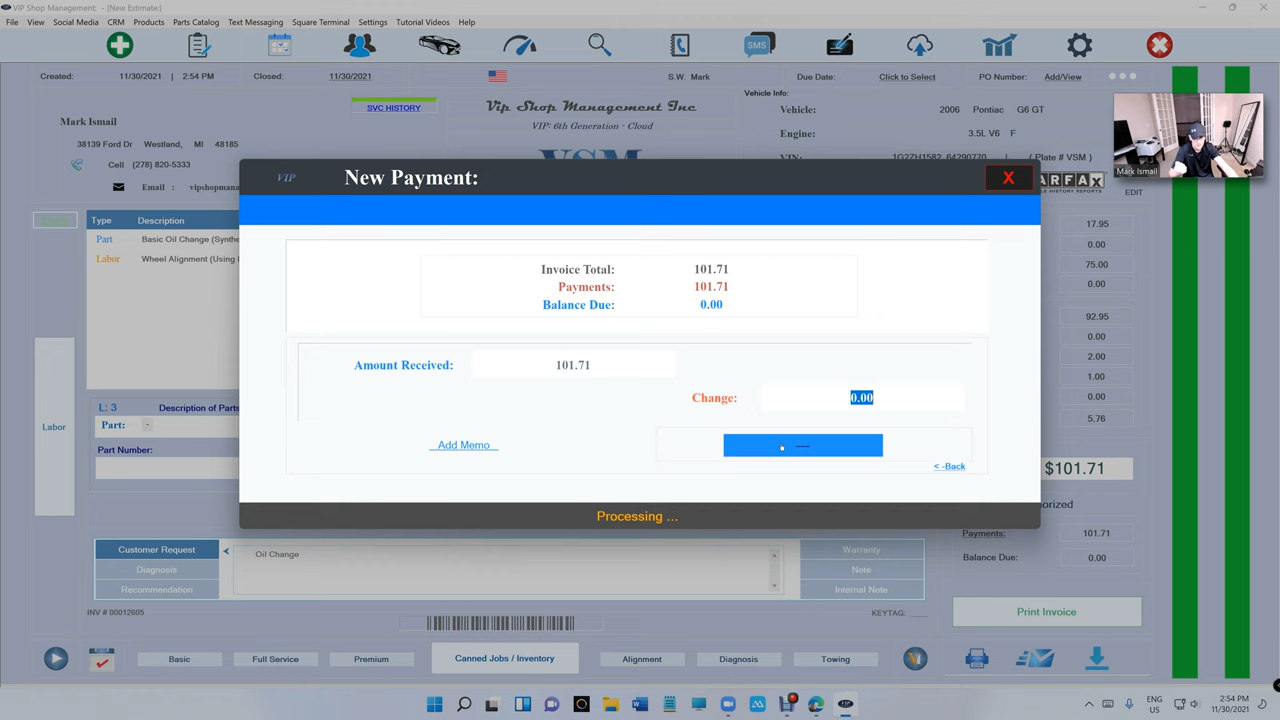 VIP Shop Management: - [New Estimate:]
File View Social Media CRM Products Parts Catalog Text Messaging Square Terminal Settings Tutorial Videos Help
SMS
Created: 11/30/2021 | 2:54 PM Closed: 11/30/2021 S.W. Mark Due Date: Click to Select PO Number: Add/View
SVC HISTORY
Vip Shop Management Inc
VIP: 6th Generation - Cloud
VSM
Vehicle Info:
Vehicle: 2006 Pontiac G6 GT
Engine: 3.5L V6 F
VIN: 1G2ZH1582 64290770 ( Plate # VSM )
Mark Ismail
Mark Ismail
38139 Ford Dr Westland, MI 48185
Cell (278) 820-5333
Email : vipshopmana
EDIT
VIP New Payment: X
Invoice Total: 101.71
Payments: 101.71
Balance Due: 0.00
Amount Received: 101.71
Change: 0.00
Add Memo
---
< -Back
Processing ...
Type Description
Part Basic Oil Change (Synthe
Labor Wheel Alignment (Using
Labor
L: 3 Description of Parts
Part:
Part Number:
17.95
0.00
75.00
0.00
92.95
0.00
2.00
1.00
0.00
5.76
$101.71
orized
Payments: 101.71
Balance Due: 0.00
Print Invoice
Customer Request
Diagnosis
Recommendation
Oil Change
Warranty
Note
Internal Note
INV # 00012605
KEYTAG: ____
Basic Full Service Premium Canned Jobs / Inventory Alignment Diagnosis Towing
ENG
US
2:54 PM
11/30/2021